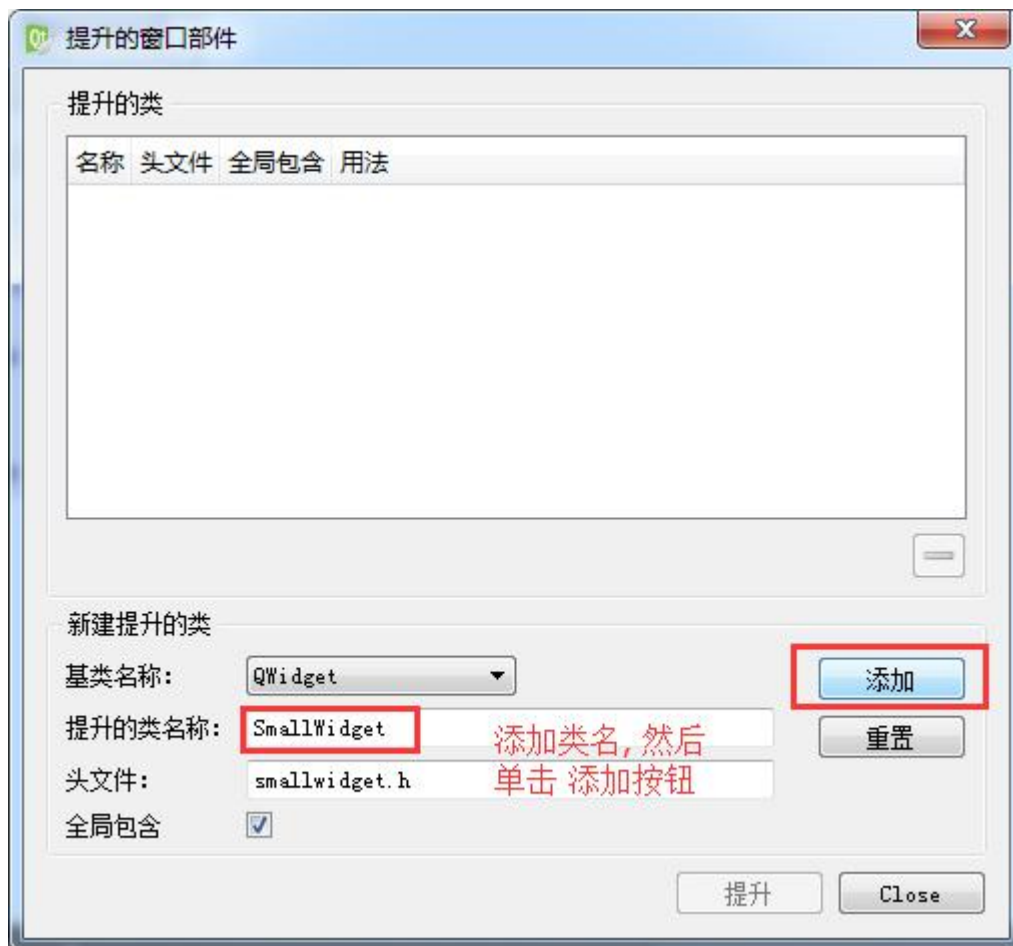 提升的窗口部件
提升的类
名称 头文件 全局包含 用法
新建提升的类
基类名称: QWidget 添加
提升的类名称: SmallWidget 添加类名, 然后 重置
头文件: smallwidget.h 单击 添加按钮
全局包含
提升 Close